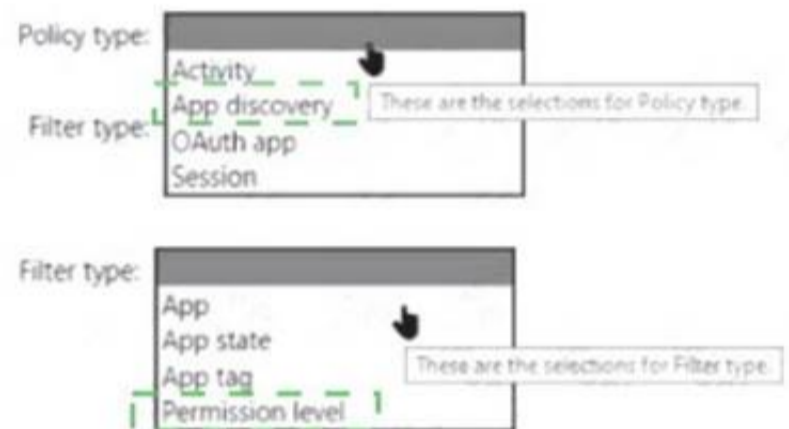 Policy type:
Activity
App discovery
These are the selections for Policy type.
Filter type:
OAuth app
Session
Filter type:
App
App state
These are the selections for Filter type.
App tag
Permission level